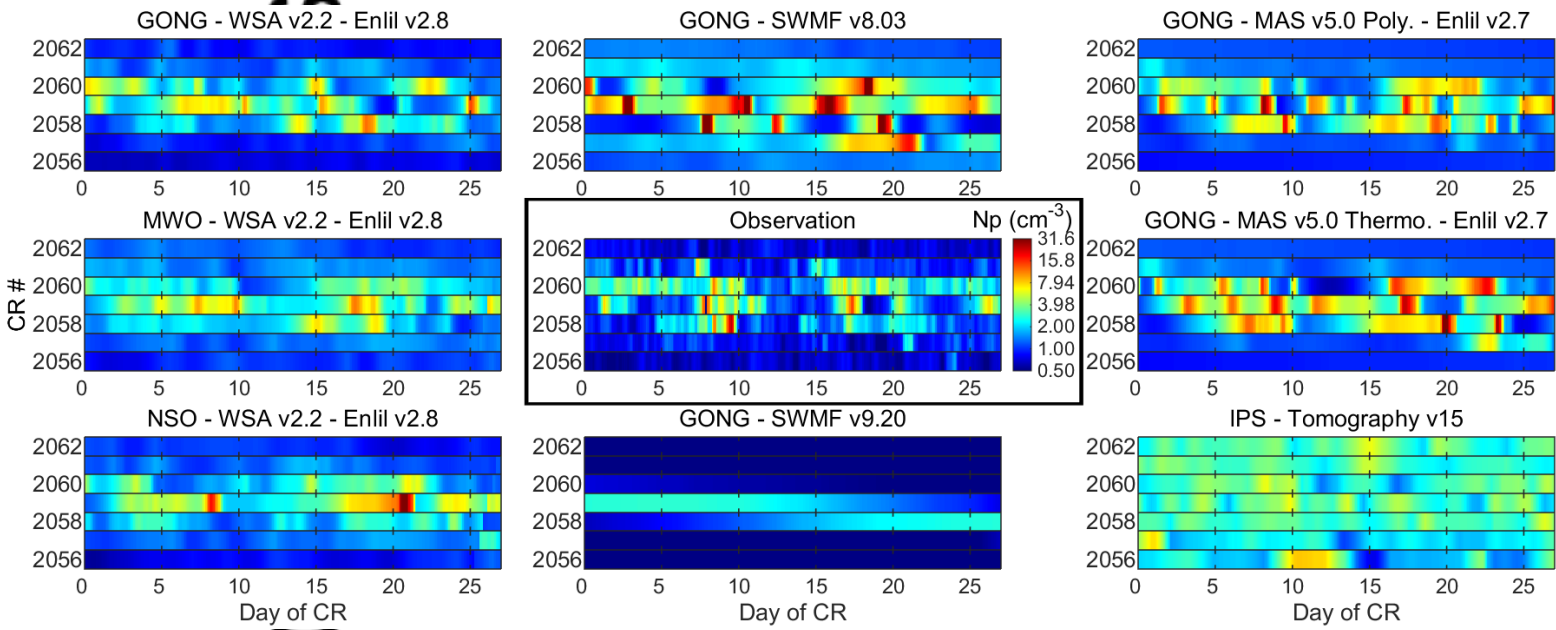 GONG - WSA v2.2 - Enlil v2.8
GONG - SWMF v8.03
GONG - MAS v5.0 Poly. - Enlil v2.7
2062 2062 2062
2060 2060 2060
2058 2058 2058
2056 2056 2056
0 5 10 15 20 25 0 5 10 15 20 25 0 5 10 15 20 25
MWO - WSA v2.2 - Enlil v2.8
Observation
Np (cm⁻³)
GONG - MAS v5.0 Thermo. - Enlil v2.7
CR #
2062 2062 31.6 2062
15.8
2060 2060 7.94 2060
3.98
2058 2058 2.00 2058
1.00
2056 2056 0.50 2056
0 5 10 15 20 25 0 5 10 15 20 25 0 5 10 15 20 25
NSO - WSA v2.2 - Enlil v2.8
GONG - SWMF v9.20
IPS - Tomography v15
2062 2062 2062
2060 2060 2060
2058 2058 2058
2056 2056 2056
0 5 10 15 20 25 0 5 10 15 20 25 0 5 10 15 20 25
Day of CR Day of CR Day of CR